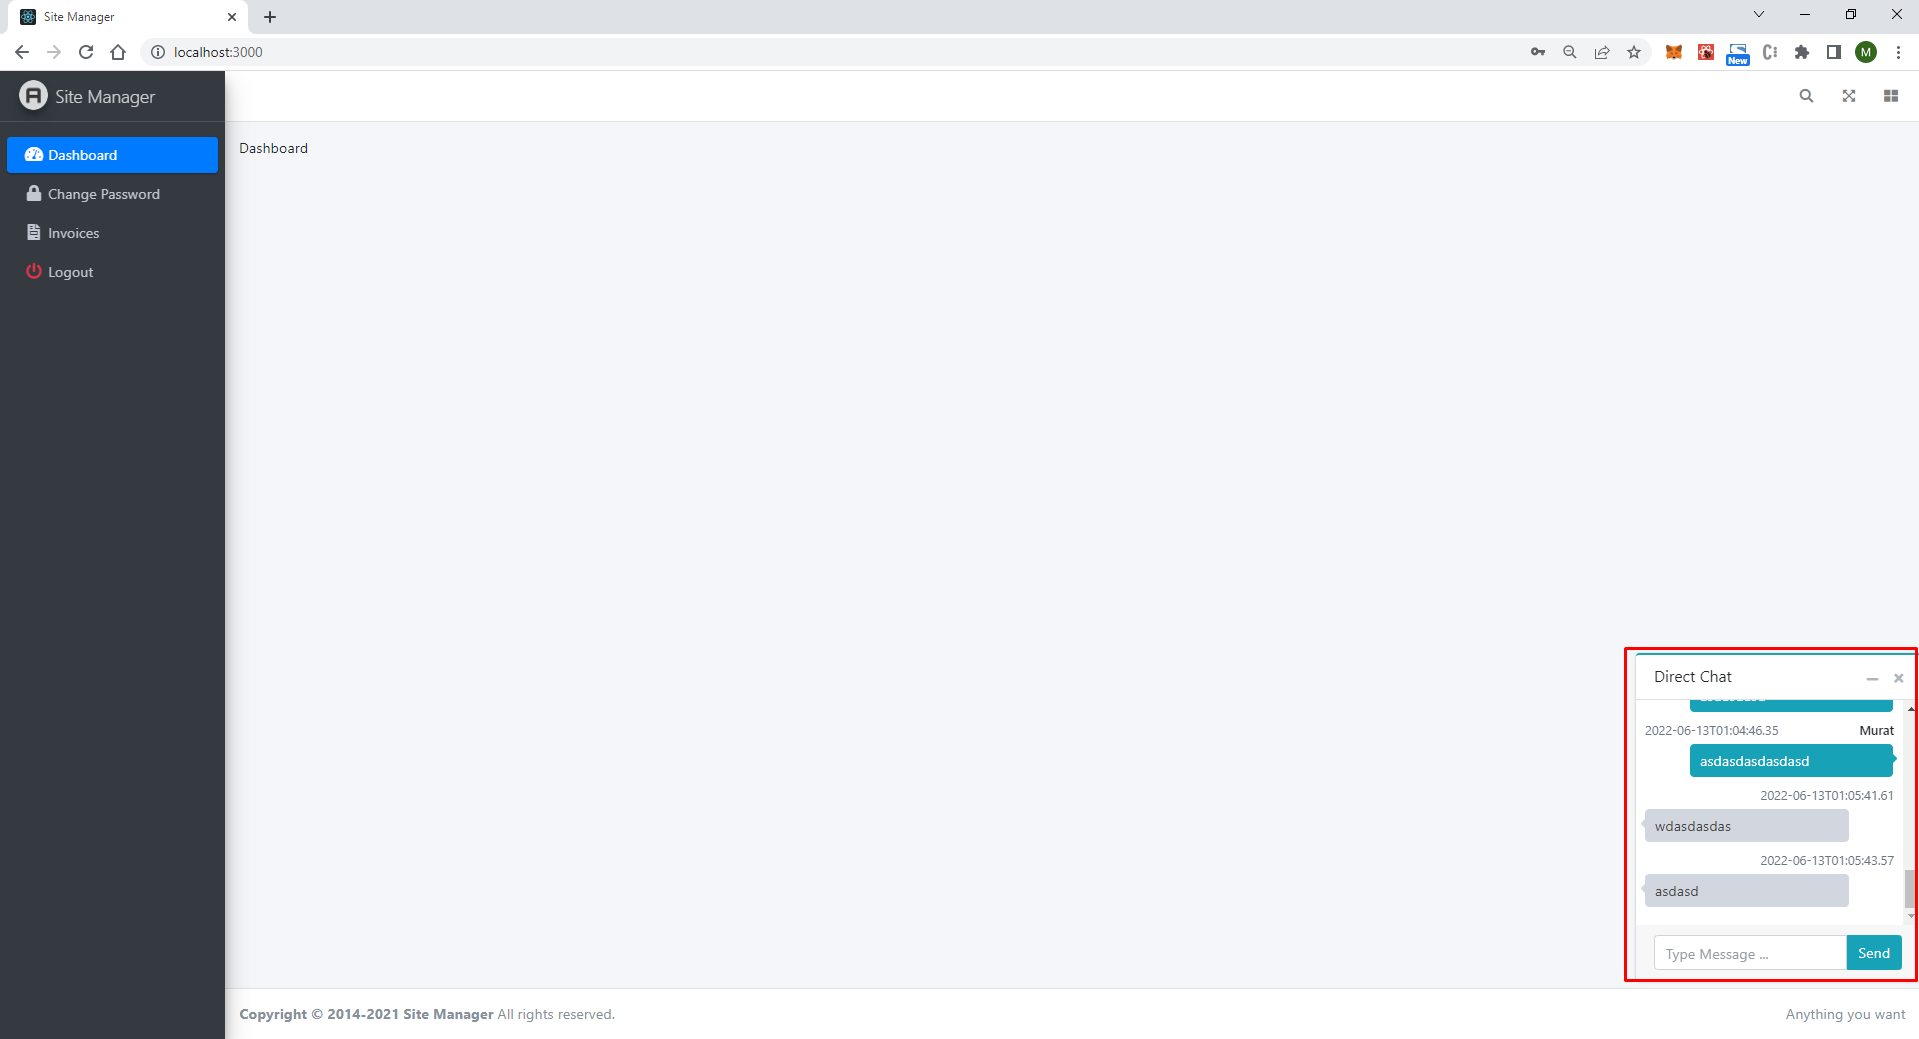 Site Manager
localhost:3000
New
M
Site Manager
Dashboard
Change Password
Invoices
Logout
Dashboard
Direct Chat
2022-06-13T01:04:46.35 Murat
asdasdasdasdasd
2022-06-13T01:05:41.61
wdasdasdas
2022-06-13T01:05:43.57
asdasd
Type Message ...
Send
Copyright © 2014-2021 Site Manager All rights reserved.
Anything you want